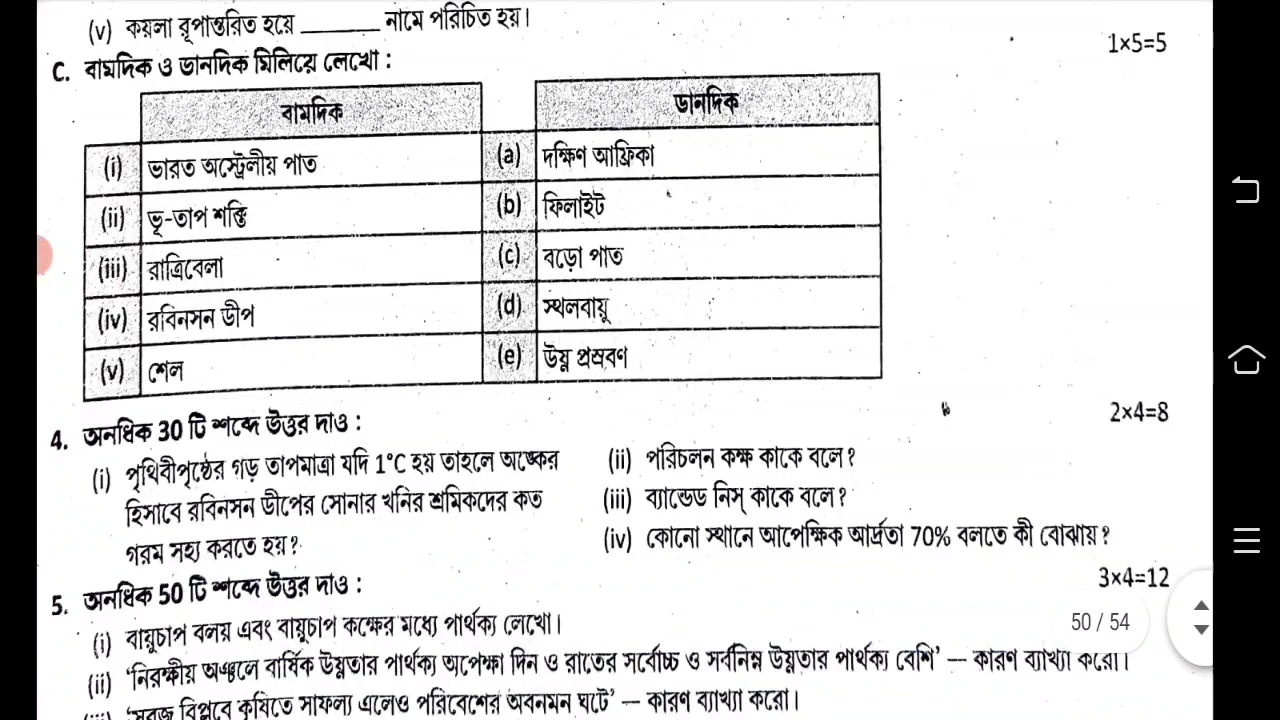 (v) কয়লা রূপান্তরিত হয়ে ________ নামে পরিচিত হয়।
C. বামদিক ও ডানদিক মিলিয়ে লেখো : 1×5=5
বামদিক ডানদিক
(i) ভারত অস্ট্রেলীয় পাত (a) দক্ষিণ আফ্রিকা
(ii) ভূ-তাপ শক্তি (b) ফিলাইট
(iii) রাত্রিবেলা (c) বড়ো পাত
(iv) রবিনসন ডীপ (d) স্থলবায়ু
(v) শেল (e) উষ্ণ প্রস্রবণ
4. অনধিক 30 টি শব্দে উত্তর দাও : 2×4=8
(i) পৃথিবীপৃষ্ঠের গড় তাপমাত্রা যদি 1°C হয় তাহলে অঙ্কের
হিসাবে রবিনসন ডীপের সোনার খনির শ্রমিকদের কত
গরম সহ্য করতে হয়?
(ii) পরিচলন কক্ষ কাকে বলে?
(iii) ব্যান্ডেড নিস্ কাকে বলে?
(iv) কোনো স্থানে আপেক্ষিক আর্দ্রতা 70% বলতে কী বোঝায়?
5. অনধিক 50 টি শব্দে উত্তর দাও : 3×4=12
(i) বায়ুচাপ বলয় এবং বায়ুচাপ কক্ষের মধ্যে পার্থক্য লেখো।
(ii) ‘নিরক্ষীয় অঞ্চলে বার্ষিক উষ্ণতার পার্থক্য অপেক্ষা দিন ও রাতের সর্বোচ্চ ও সর্বনিম্ন উষ্ণতার পার্থক্য বেশি’ — কারণ ব্যাখ্যা করো।
(iii) ‘সবুজ বিপ্লবে কৃষিতে সাফল্য এলেও পরিবেশের অবনমন ঘটে’ — কারণ ব্যাখ্যা করো।
50 / 54